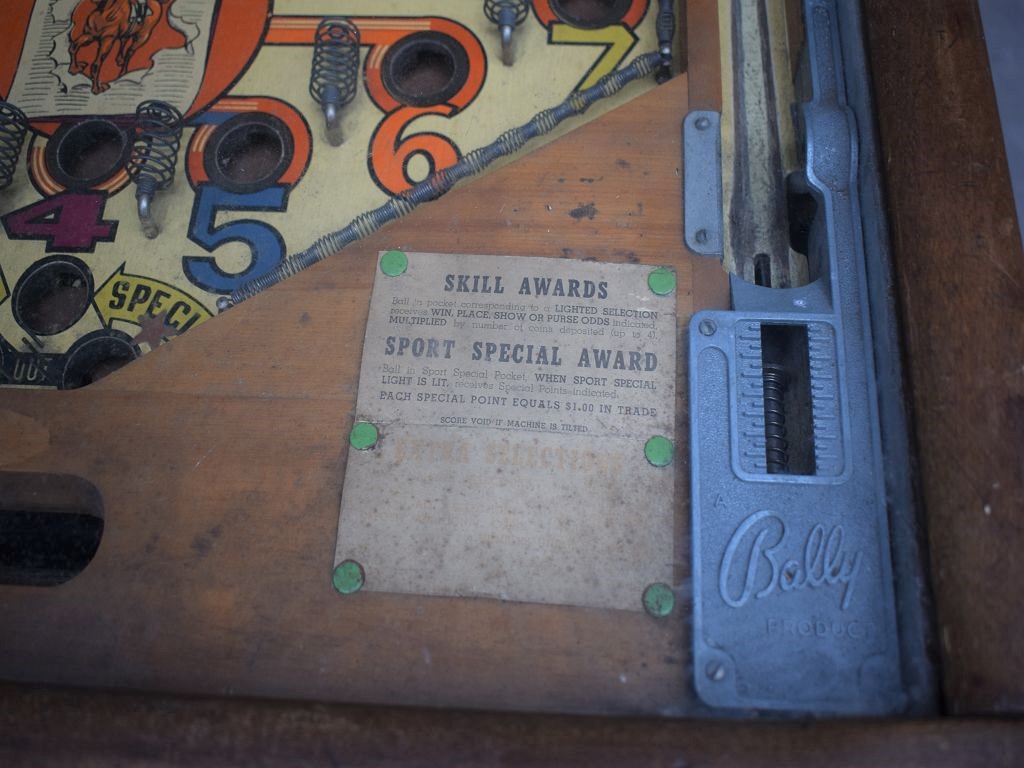 7
6
4
5
SPECI
OUT
SKILL AWARDS
Ball in pocket corresponding to a LIGHTED SELECTION
receives WIN, PLACE, SHOW OR PURSE ODDS indicated,
MULTIPLIED by number of coins deposited (up to 4).
SPORT SPECIAL AWARD
Ball in Sport Special Pocket, WHEN SPORT SPECIAL
LIGHT IS LIT, receives Special Points indicated.
EACH SPECIAL POINT EQUALS $1.00 IN TRADE
SCORE VOID IF MACHINE IS TILTED
EXTRA SELECTIONS
A
Bally
PRODUCT